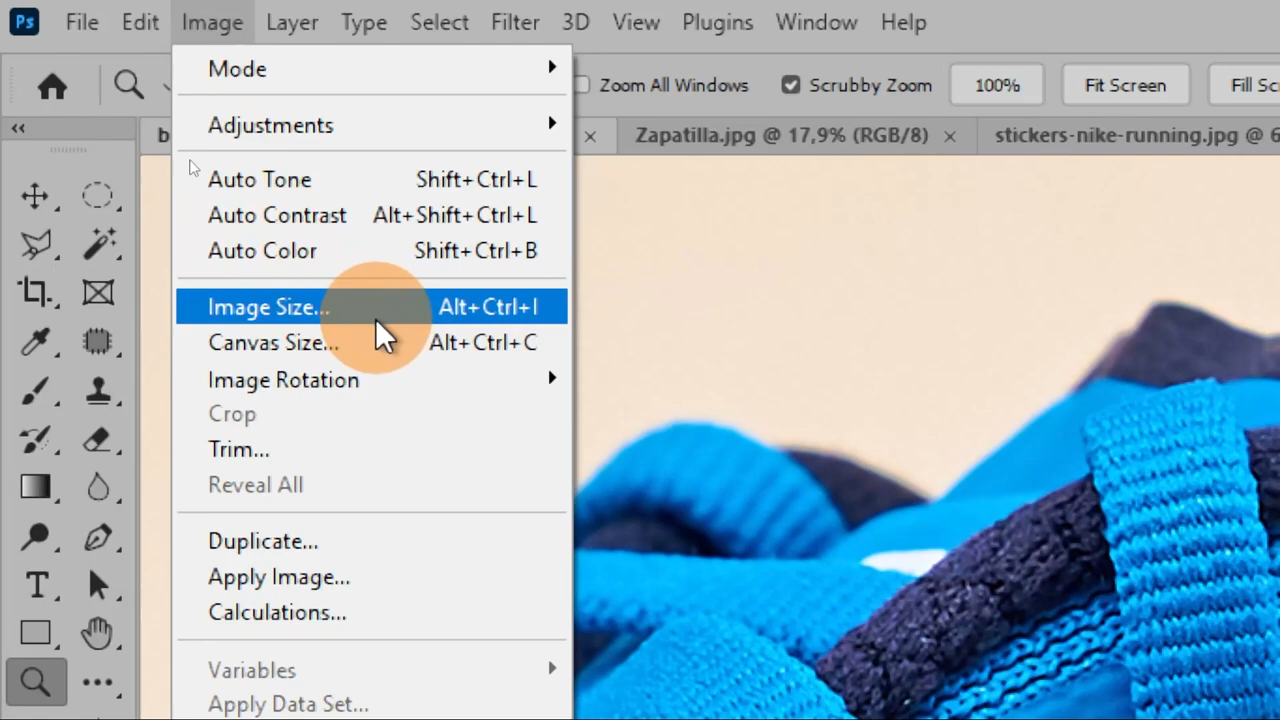 Ps File Edit Image Layer Type Select Filter 3D View Plugins Window Help
Zoom All Windows Scrubby Zoom 100% Fit Screen Fill Sc
b Zapatilla.jpg @ 17,9% (RGB/8) stickers-nike-running.jpg @ 6
Mode
Adjustments
Auto Tone Shift+Ctrl+L
Auto Contrast Alt+Shift+Ctrl+L
Auto Color Shift+Ctrl+B
Image Size... Alt+Ctrl+I
Canvas Size... Alt+Ctrl+C
Image Rotation
Crop
Trim...
Reveal All
Duplicate...
Apply Image...
Calculations...
Variables
Apply Data Set...